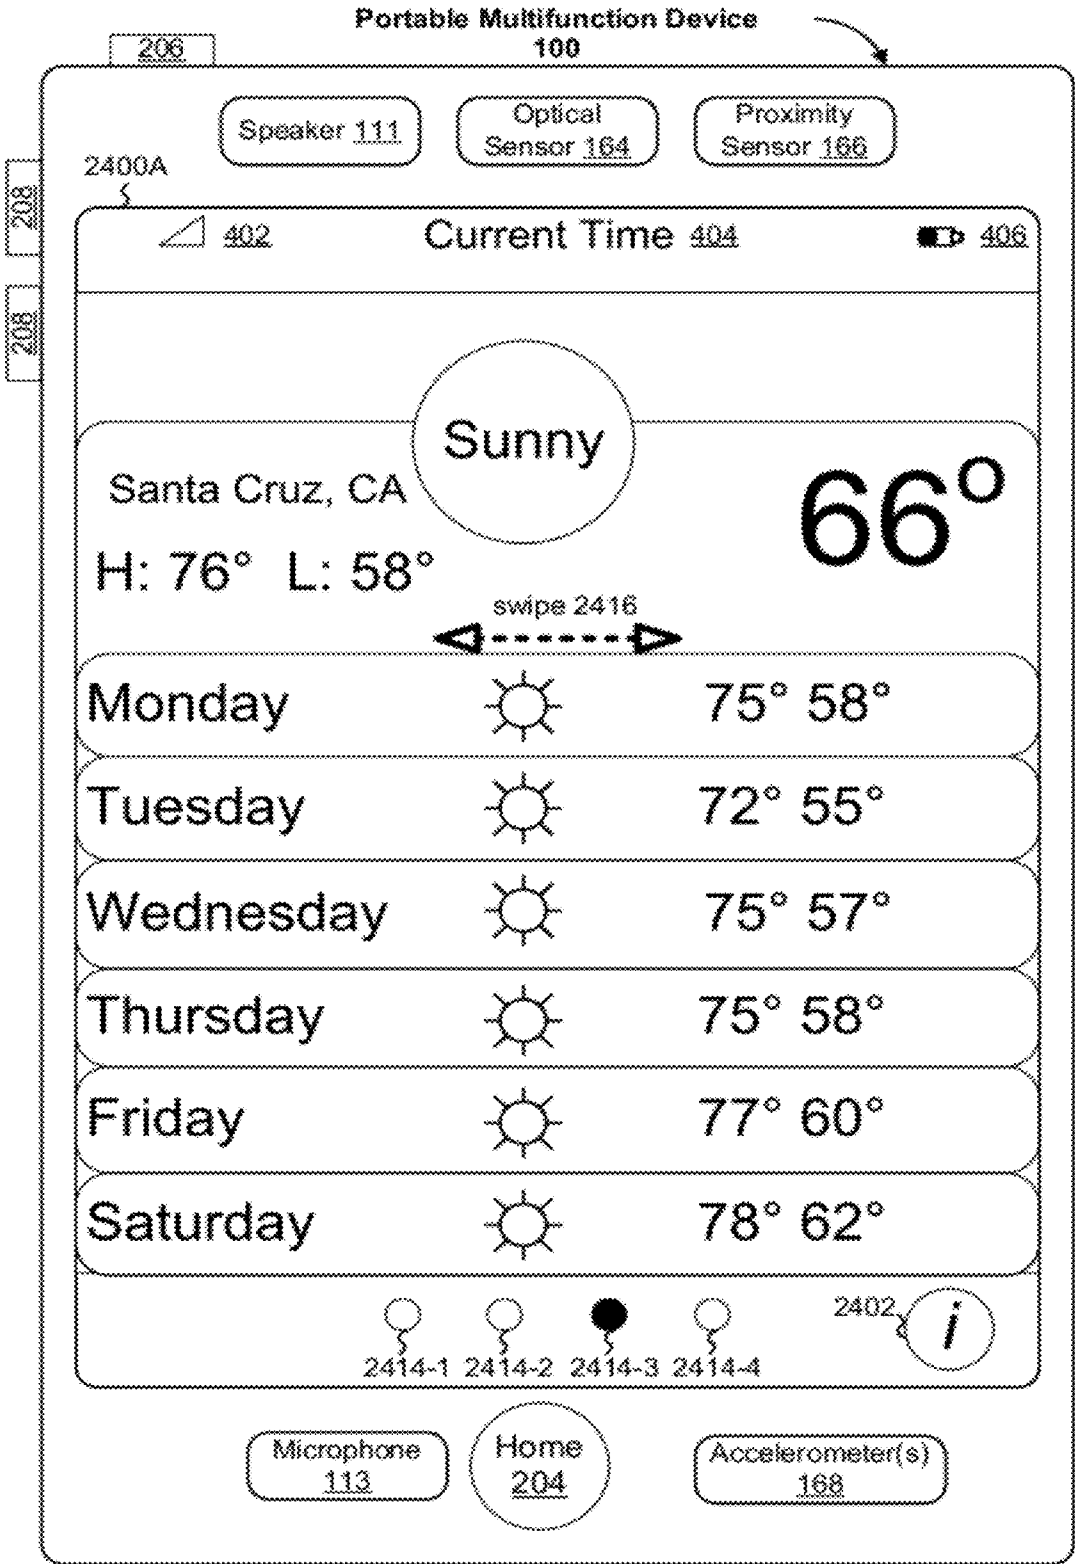 Portable Multifunction Device
100
206
Speaker 111
Optical
Sensor 164
Proximity
Sensor 166
2400A
208
208
402
Current Time 404
406
Sunny
Santa Cruz, CA
66°
H: 76° L: 58°
swipe 2416
Monday 75° 58°
Tuesday 72° 55°
Wednesday 75° 57°
Thursday 75° 58°
Friday 77° 60°
Saturday 78° 62°
2402
i
2414-1 2414-2 2414-3 2414-4
Microphone
113
Home
204
Accelerometer(s)
168